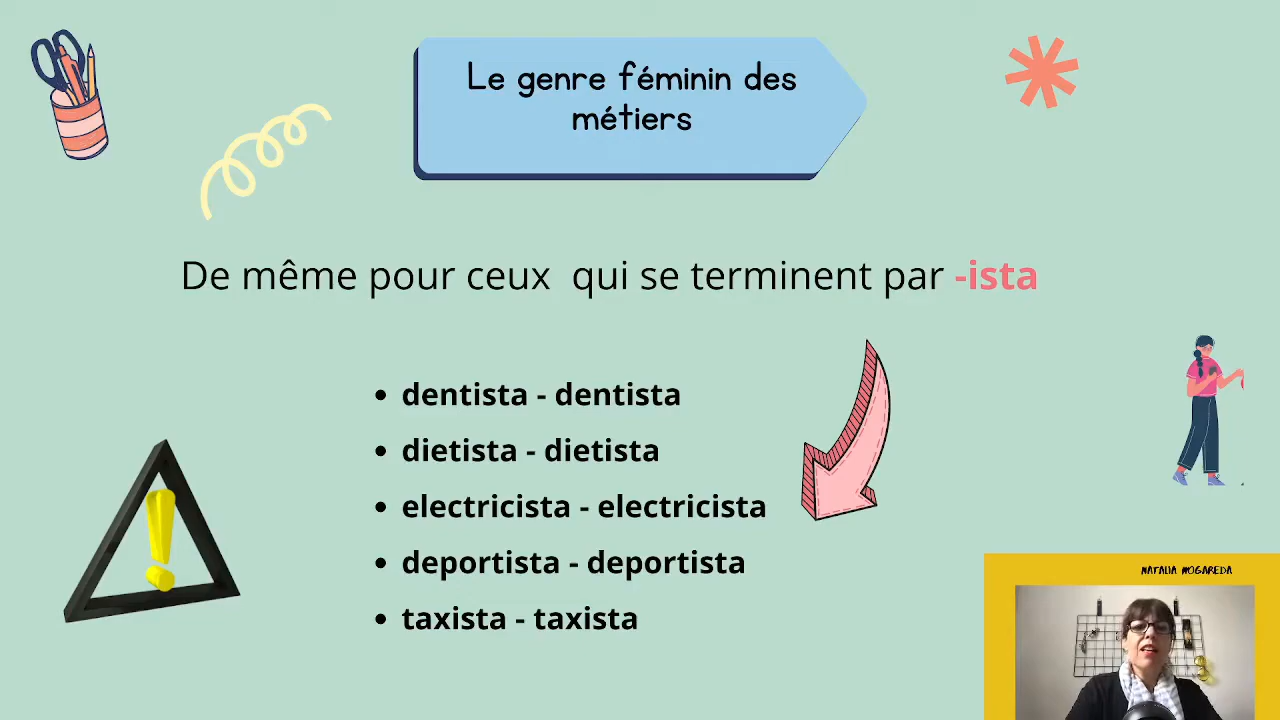 Le genre féminin des
métiers
De même pour ceux qui se terminent par -ista
dentista - dentista
dietista - dietista
electricista - electricista
deportista - deportista
taxista - taxista
NATALIA MOGAREDA